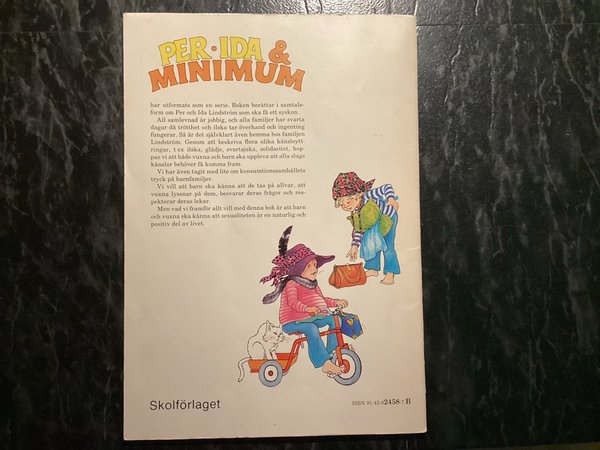 PER·IDA &
MINIMUM
har utformats som en serie. Boken berättar i samtals-
form om Per och Ida Lindström som ska få ett syskon.
All samlevnad är jobbig, och alla familjer har svarta
dagar då trötthet och ilska tar överhand och ingenting
fungerar. Så är det självklart även hemma hos familjen
Lindström. Genom att beskriva flera olika känsloytt-
ringar, t ex ilska, glädje, svartsjuka, solidaritet, hop-
pas vi att både vuxna och barn ska uppleva att alla slags
känslor behöver få komma fram.
Vi har även tagit med lite om konsumtionssamhällets
tryck på barnfamiljer.
Vi vill att barn ska känna att de tas på allvar, att
vuxna lyssnar på dem, besvarar deras frågor och res-
pekterar deras lekar.
Men vad vi framför allt vill med denna bok är att barn
och vuxna ska känna att sexualiteten är en naturlig och
positiv del av livet.
Skolförlaget
ISBN 91-43-02458-7 B